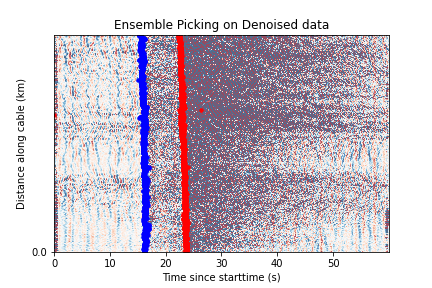 Ensemble Picking on Denoised data
Distance along cable (km)
0.0
0 10 20 30 40 50
Time since starttime (s)